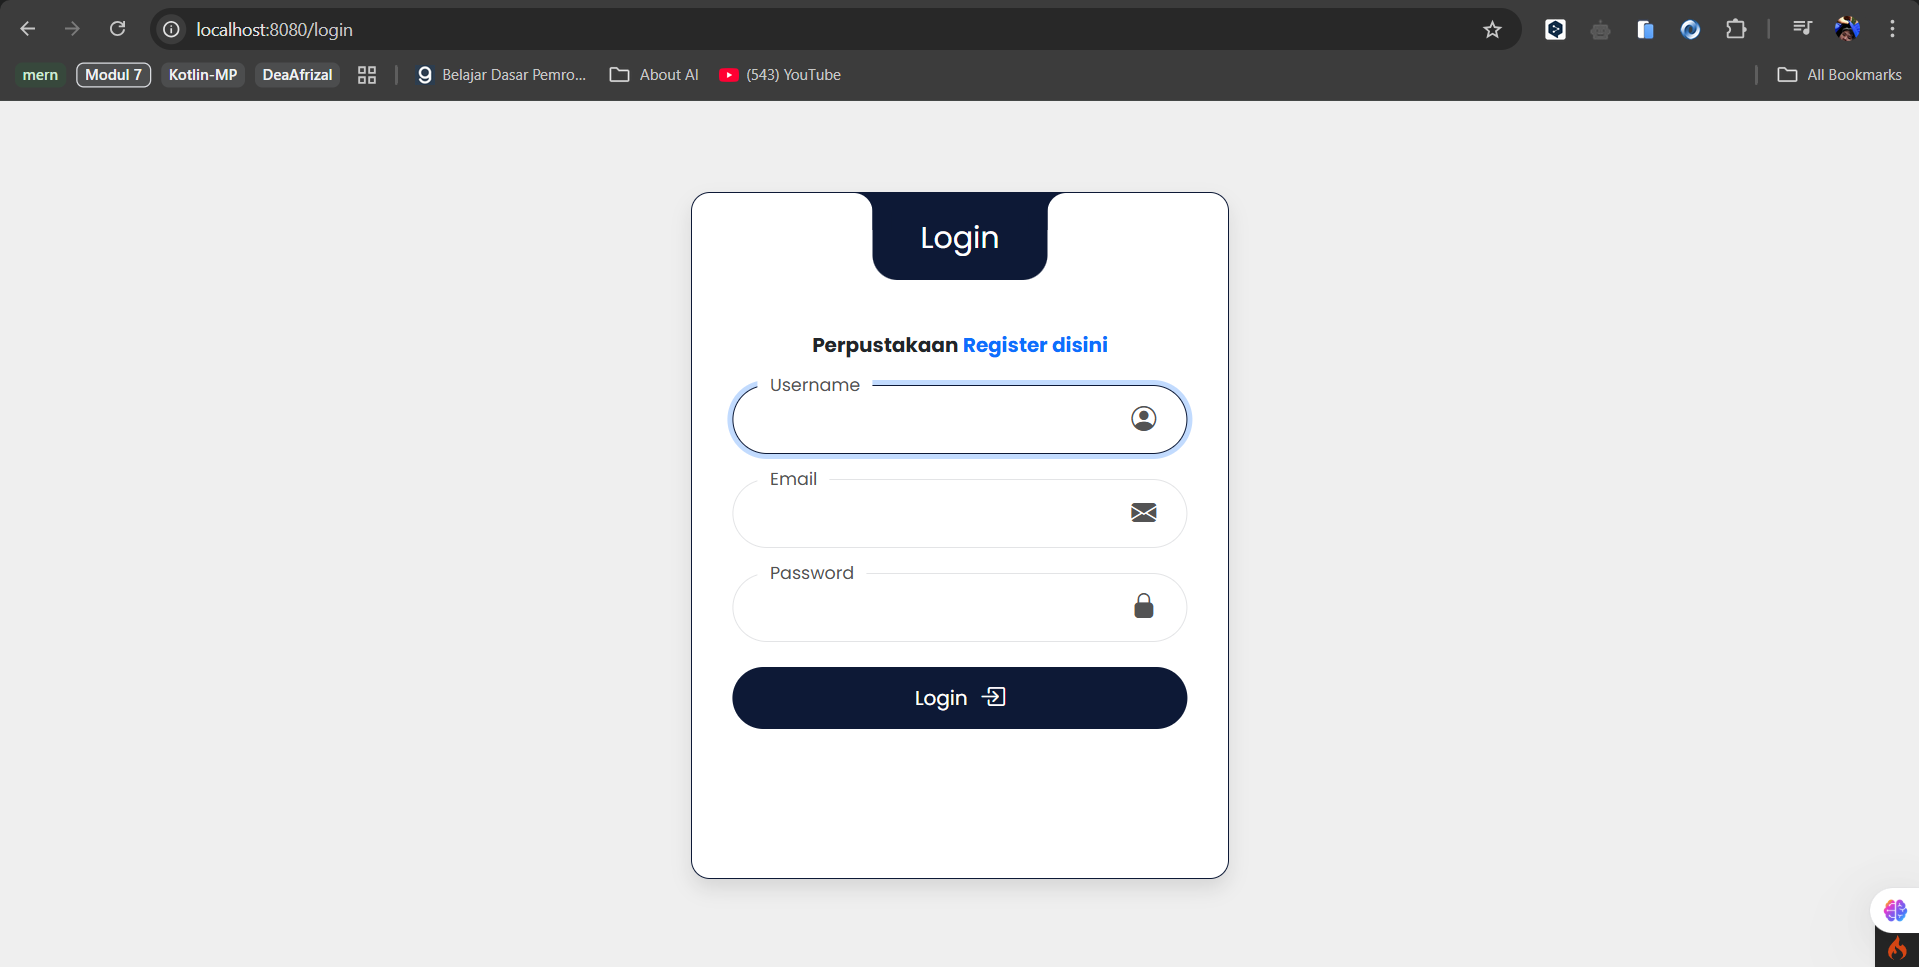 localhost:8080/login
mern Modul 7 Kotlin-MP DeaAfrizal Belajar Dasar Pemro... About AI (543) YouTube All Bookmarks
Login
Perpustakaan Register disini
Username
Email
Password
Login